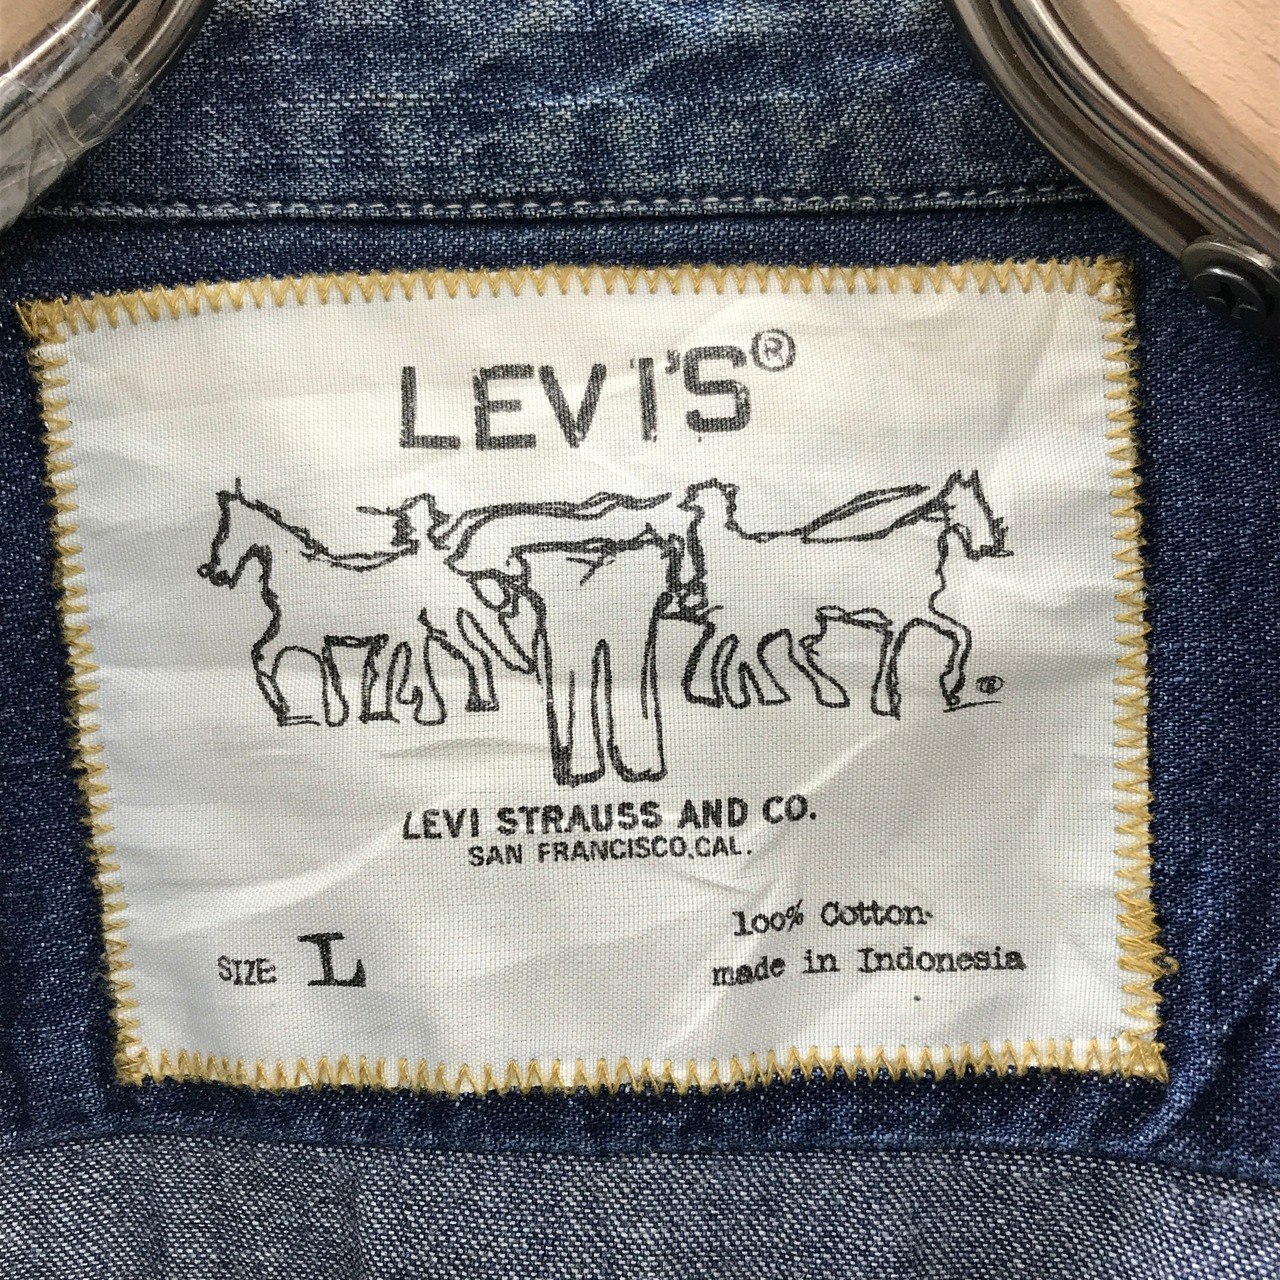 LEVI'S®
®
LEVI STRAUSS AND CO.
SAN FRANCISCO,CAL.
100% Cotton
SIZE: L
made in Indonesia